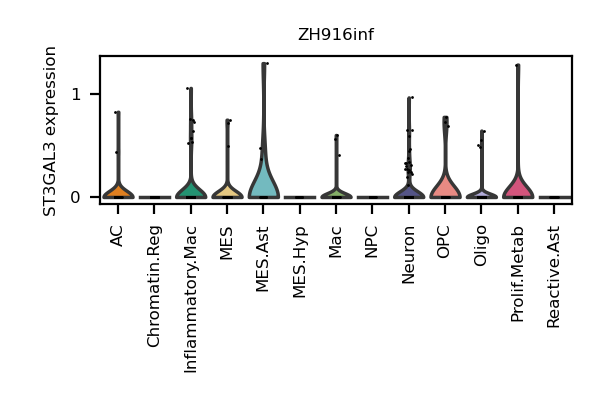 ZH916inf
ST3GAL3 expression
1
0
AC
Chromatin.Reg
Inflammatory.Mac
MES
MES.Ast
MES.Hyp
Mac
NPC
Neuron
OPC
Oligo
Prolif.Metab
Reactive.Ast